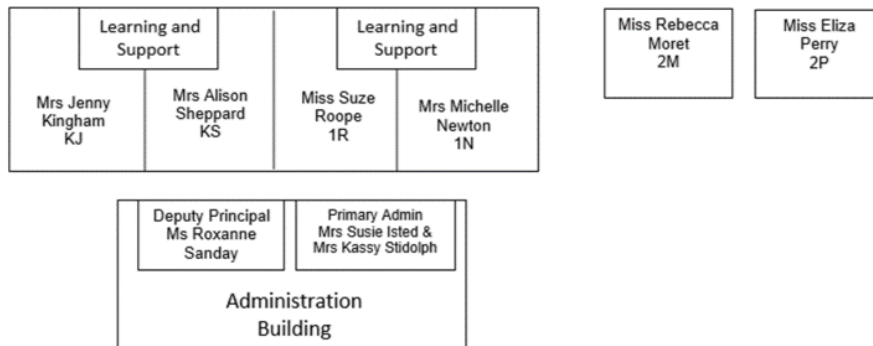 Learning and
Support
Learning and
Support
Mrs Jenny
Kingham
KJ
Mrs Alison
Sheppard
KS
Miss Suze
Roope
1R
Mrs Michelle
Newton
1N
Miss Rebecca
Moret
2M
Miss Eliza
Perry
2P
Deputy Principal
Ms Roxanne
Sanday
Primary Admin
Mrs Susie Isted &
Mrs Kassy Stidolph
Administration
Building